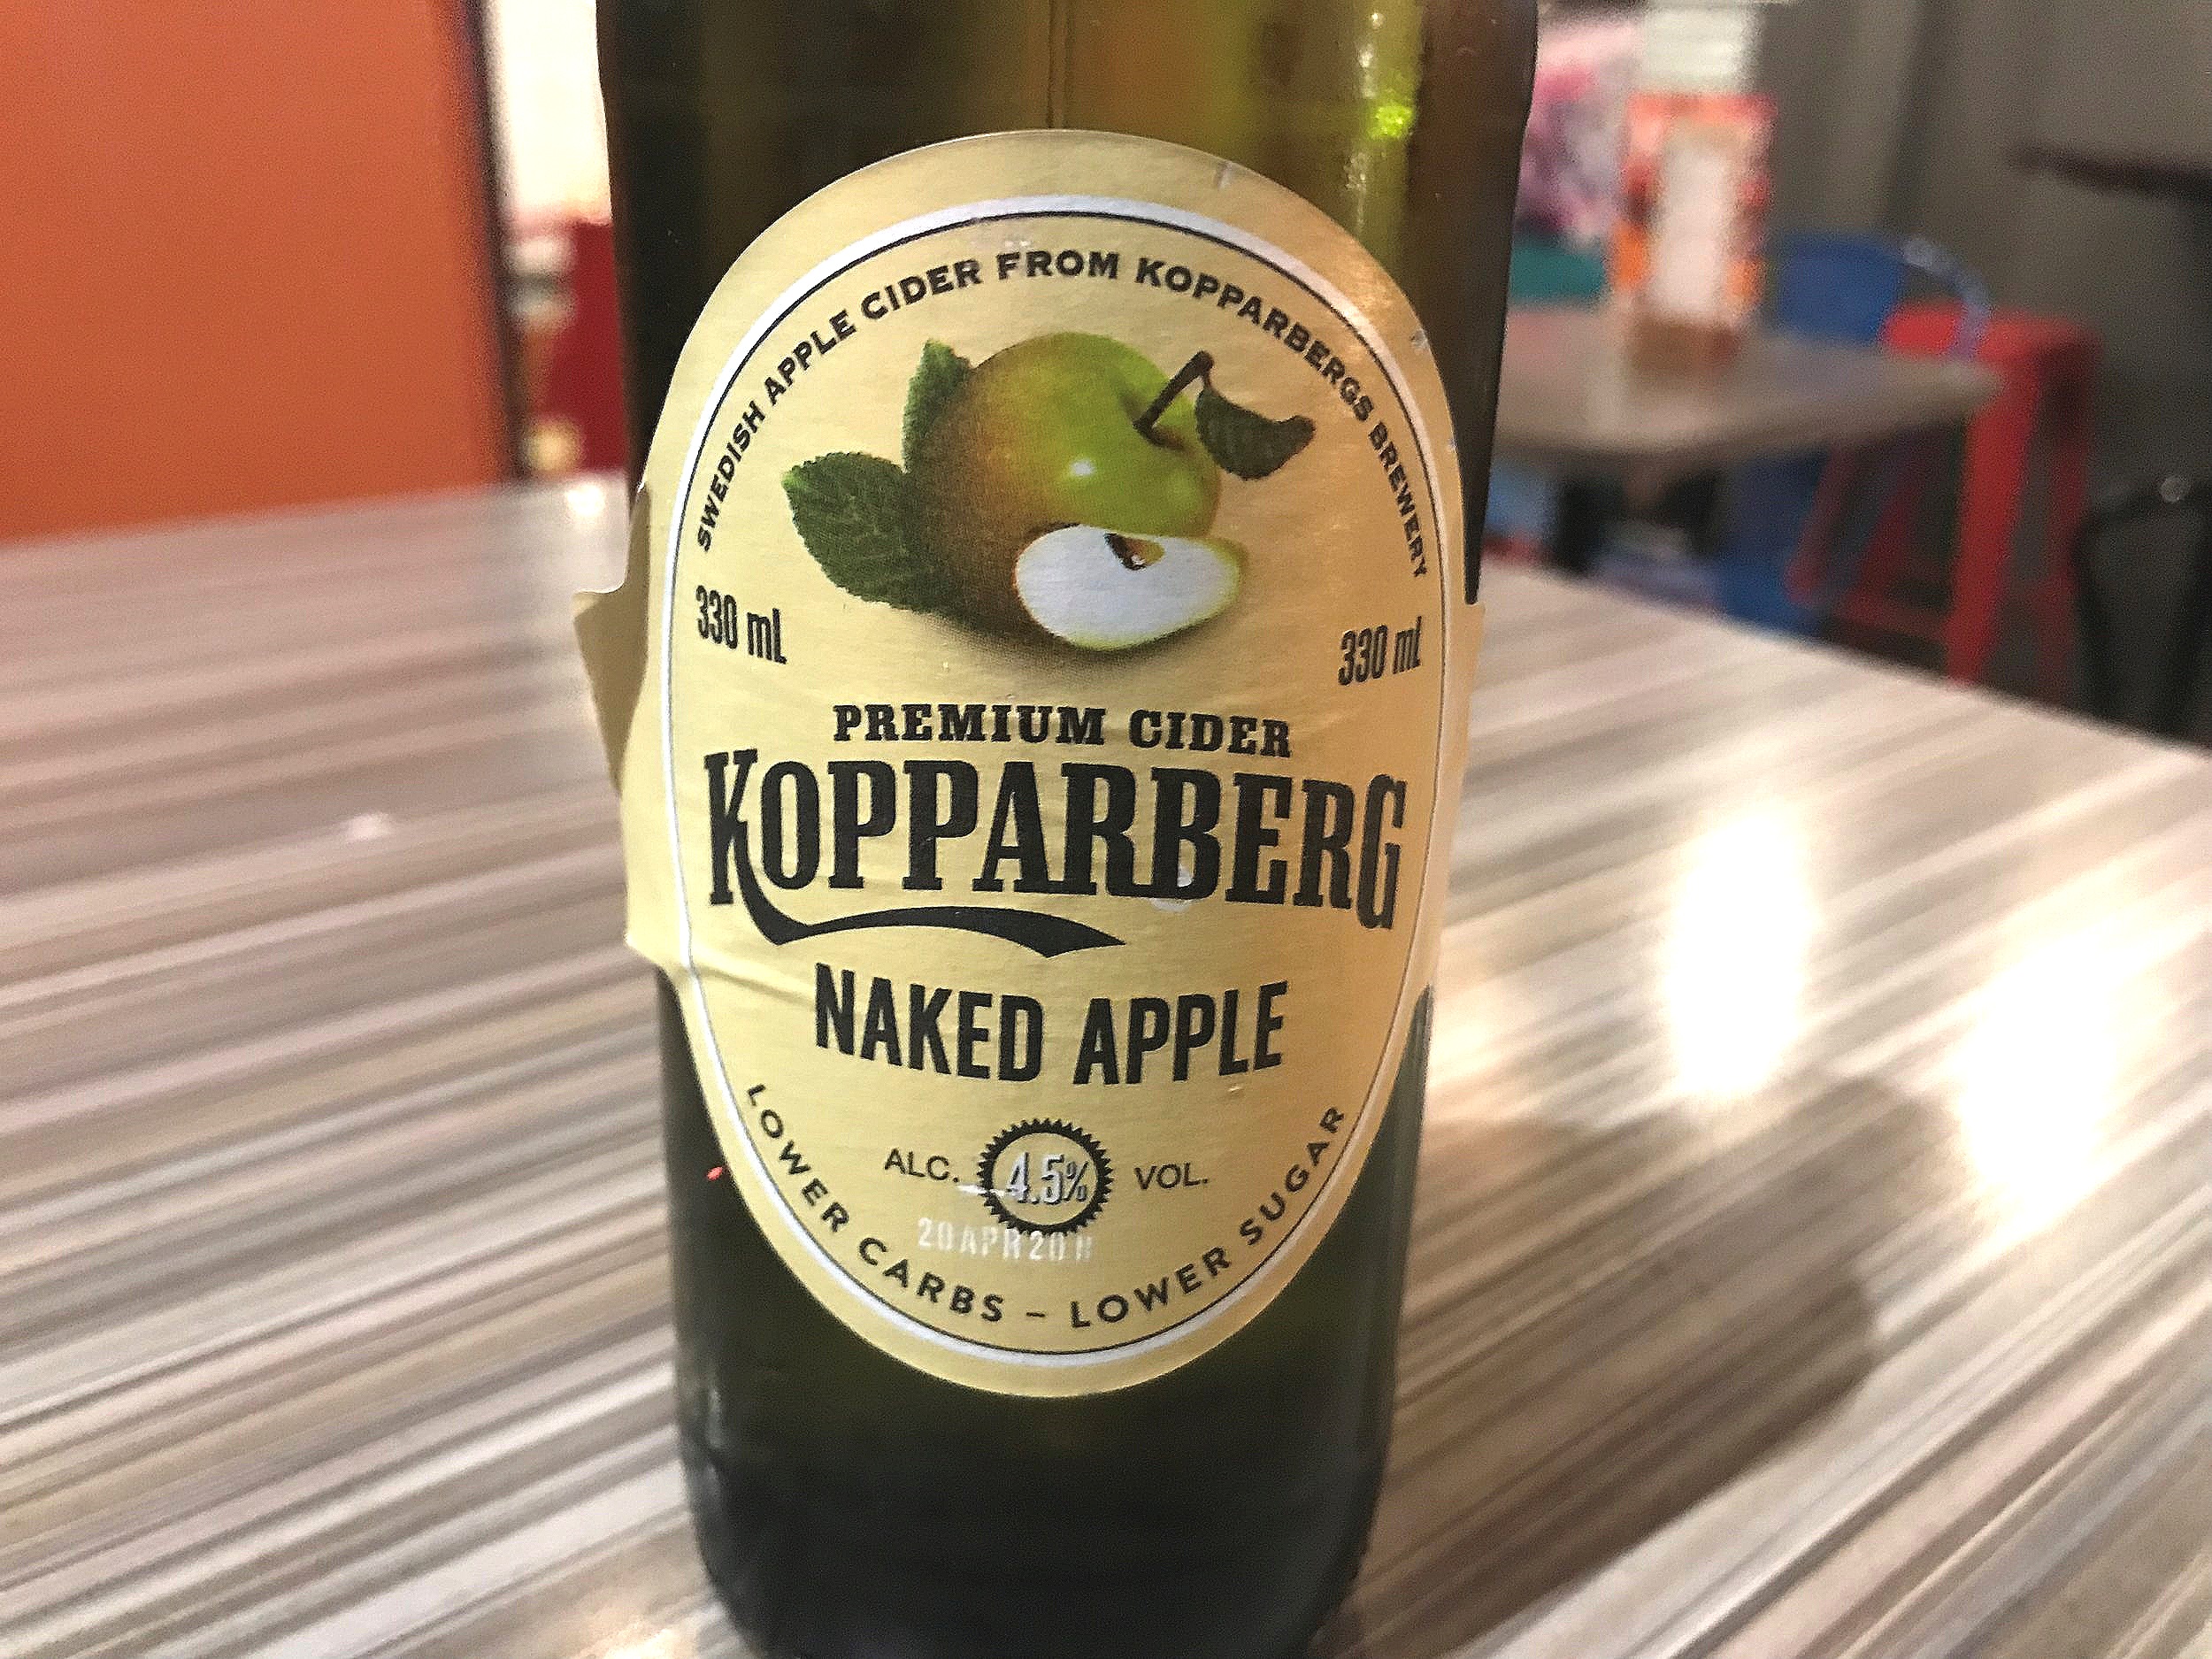 SWEDISH APPLE CIDER FROM KOPPARBERGS BREWERY
330 mL
330 mL
PREMIUM CIDER
KOPPARBERG
NAKED APPLE
ALC. 4.5% VOL.
20APR20
LOWER CARBS – LOWER SUGAR